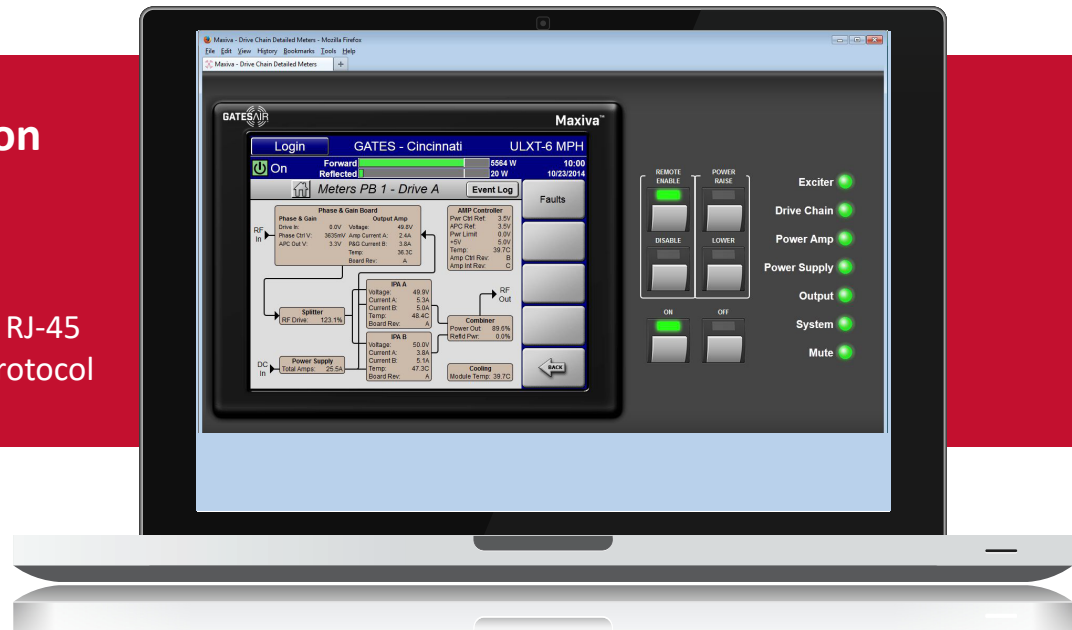 on
RJ-45
rotocol
Maxiva - Drive Chain Detailed Meters - Mozilla Firefox
File Edit View History Bookmarks Tools Help
Maxiva - Drive Chain Detailed Meters +
GATESAIR
Maxiva™
Login GATES - Cincinnati ULXT-6 MPH
On Forward 5564 W 10:00
Reflected 20 W 10/23/2014
Meters PB 1 - Drive A Event Log
Faults
Phase & Gain Board
Phase & Gain Output Amp
Drive In: 0.0V Voltage: 49.6V
Phase Ctrl V: 3635mV Amp Current A: 2.4A
APC Out V: 3.3V P&G Current B: 3.8A
Temp: 36.3C
Board Rev: A
RF
In
AMP Controller
Pwr Ctrl Ref: 3.5V
APC Ref: 3.5V
Pwr Limit 0.0V
+5V 5.0V
Temp: 39.7C
Amp Ctrl Rev: B
Amp Int Rev: C
IPA A
Voltage: 49.9V
Current A: 5.3A
Current B: 5.0A
Temp: 48.4C
Board Rev: A
RF
Out
Splitter
RF Drive: 123.1%
Combiner
Power Out: 89.6%
Refld Pwr: 0.0%
IPA B
Voltage: 50.0V
Current A: 3.8A
Current B: 5.1A
Temp: 47.3C
Board Rev: A
DC
In
Power Supply
Total Amps: 25.5A
Cooling
Module Temp: 39.7C
BACK
REMOTE
ENABLE
POWER
RAISE
DISABLE
LOWER
ON
OFF
Exciter
Drive Chain
Power Amp
Power Supply
Output
System
Mute